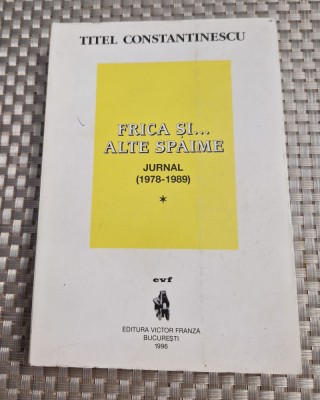 TITEL CONSTANTINESCU
FRICA ȘI...
ALTE SPAIME
JURNAL
(1978-1989)
*
evf
EDITURA VICTOR FRANZA
BUCUREȘTI
1996